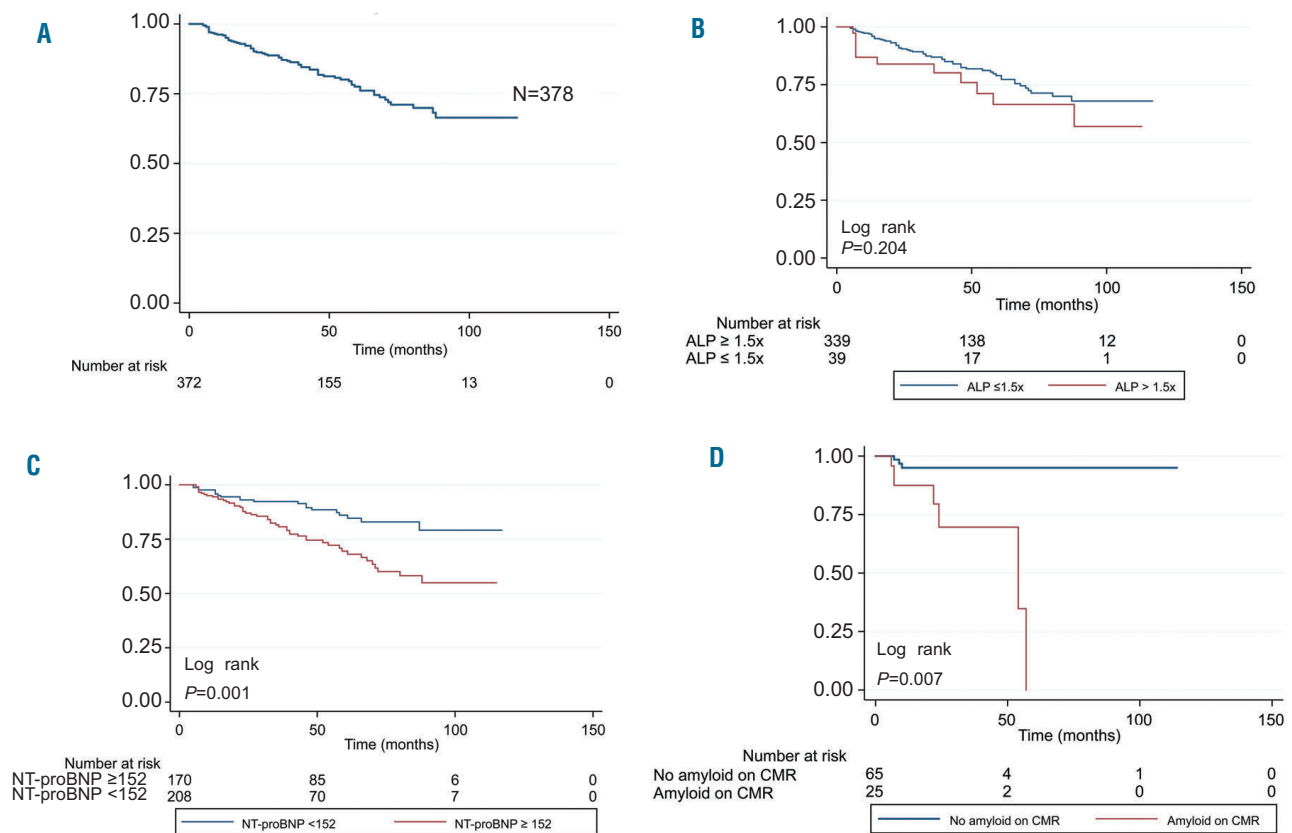 A
1.00
0.75
0.50
0.25
0.00
N=378
0 50 100 150
Time (months)
Number at risk
372 155 13 0
B
1.00
0.75
0.50
0.25
0.00
Log rank
P=0.204
0 50 100 150
Time (months)
Number at risk
ALP ≥ 1.5x 339 138 12 0
ALP ≤ 1.5x 39 17 1 0
ALP ≤1.5x ALP > 1.5x
C
1.00
0.75
0.50
0.25
0.00
Log rank
P=0.001
0 50 100 150
Time (months)
Number at risk
NT-proBNP ≥152 170 85 6 0
NT-proBNP <152 208 70 7 0
NT-proBNP <152 NT-proBNP ≥ 152
D
1.00
0.75
0.50
0.25
0.00
Log rank
P=0.007
0 50 100 150
Time (months)
Number at risk
No amyloid on CMR 65 4 1 0
Amyloid on CMR 25 2 0 0
No amyloid on CMR Amyloid on CMR